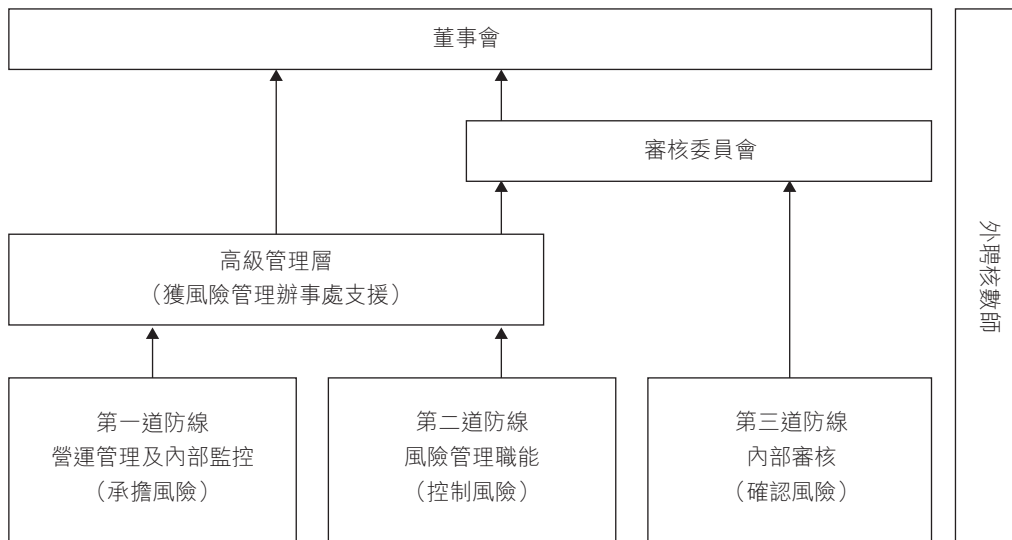 董事會
審核委員會
高級管理層
（獲風險管理辦事處支援）
第一道防線
營運管理及內部監控
（承擔風險）
第二道防線
風險管理職能
（控制風險）
第三道防線
內部審核
（確認風險）
外聘核數師